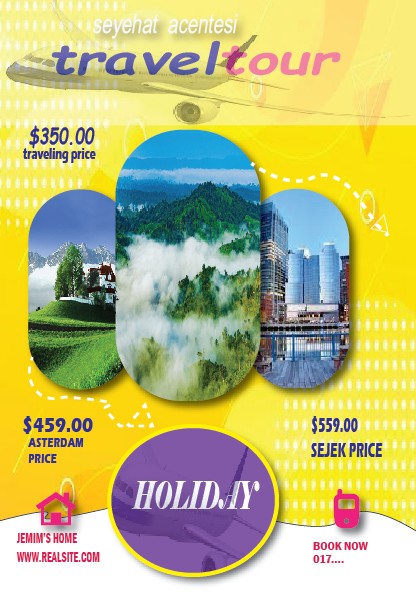 seyehat acentesi
traveltour
$350.00
traveling price
$459.00
ASTERDAM
PRICE
$559.00
SEJEK PRICE
HOLIDAY
JEMIM'S HOME
WWW.REALSITE.COM
BOOK NOW
017....